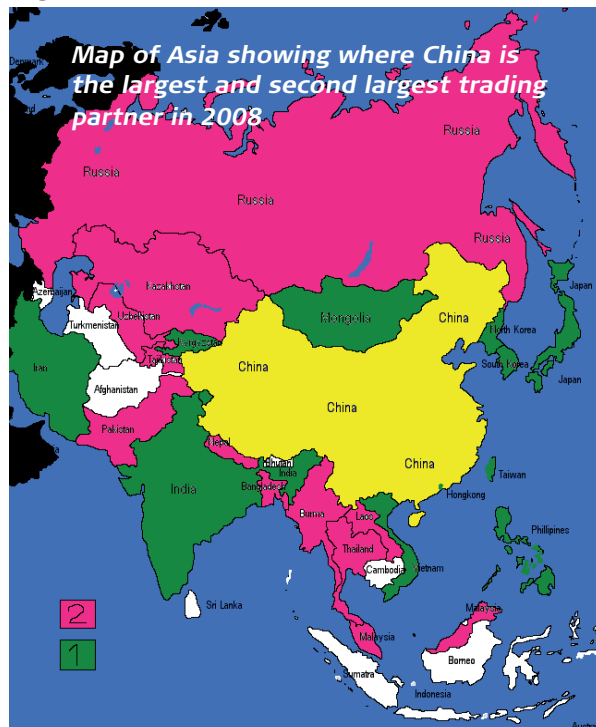 Map of Asia showing where China is
the largest and second largest trading
partner in 2008
Russia
Russia
Russia
Russia
Azerbaijan
Kazakhstan
Uzbekistan
Turkmenistan
Kyrgyzstan
Tajikistan
Mongolia
China
China
China
China
North Korea
South Korea
Japan
Japan
Iran
Afghanistan
Pakistan
Nepal
Bhutan
India
India
Bangladesh
Burma
Laos
Thailand
Cambodia
Vietnam
Hongkong
Taiwan
Phillipines
Sri Lanka
Malaysia
Malaysia
Borneo
Sumatra
Indonesia
2
1